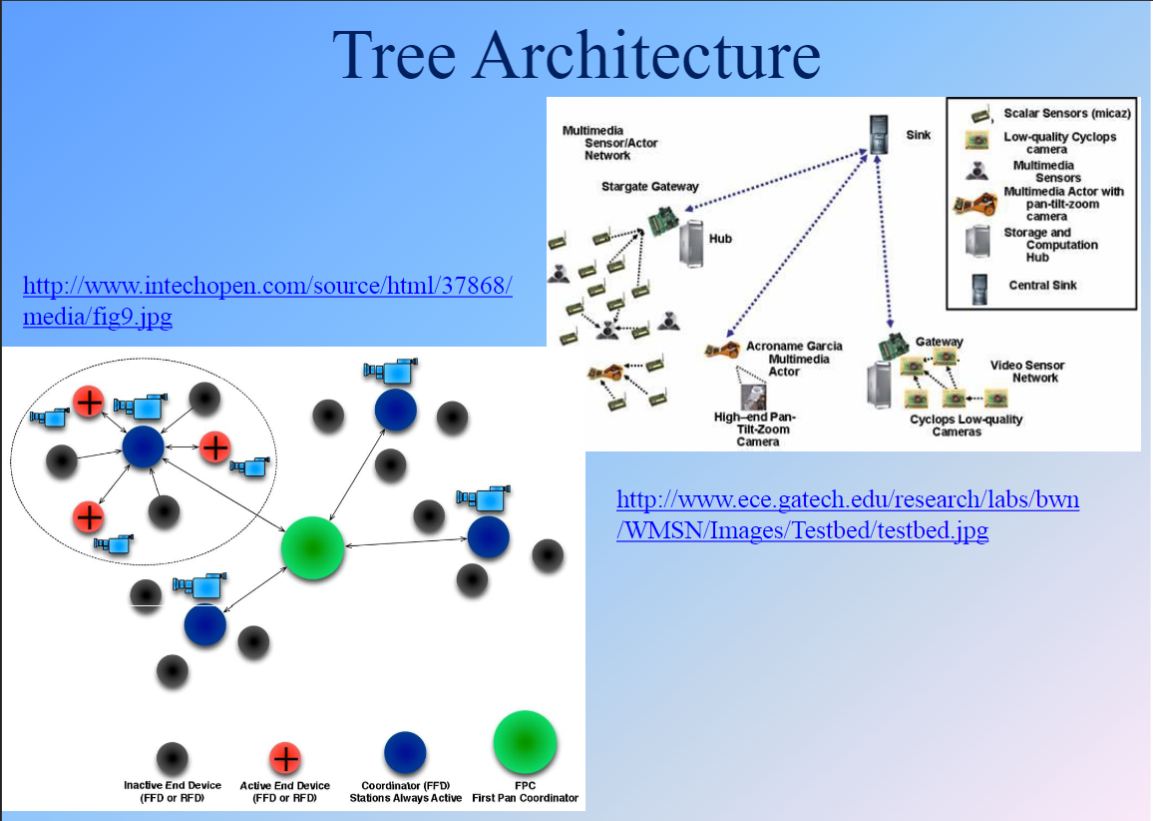 Tree Architecture
Multimedia
Sensor/Actor
Network
Stargate Gateway
Hub
Sink
Scalar Sensors (micaz)
Low-quality Cyclops
camera
Multimedia
Sensors
Multimedia Actor with
pan-tilt-zoom
camera
Storage and
Computation
Hub
Central Sink
Acroname Garcia
Multimedia
Actor
High-end Pan-
Tilt-Zoom
Camera
Gateway
Video Sensor
Network
Cyclops Low-quality
Cameras
http://www.intechopen.com/source/html/37868/
media/fig9.jpg
http://www.ece.gatech.edu/research/labs/bwn
/WMSN/Images/Testbed/testbed.jpg
Inactive End Device
(FFD or RFD)
Active End Device
(FFD or RFD)
Coordinator (FFD)
Stations Always Active
FPC
First Pan Coordinator